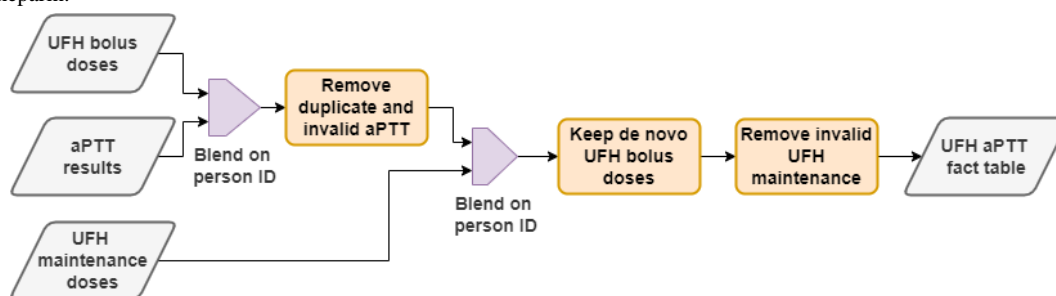 UFH bolus
doses
aPTT
results
UFH
maintenance
doses
Blend on
person ID
Remove
duplicate and
invalid aPTT
Blend on
person ID
Keep de novo
UFH bolus
doses
Remove invalid
UFH
maintenance
UFH aPTT
fact table